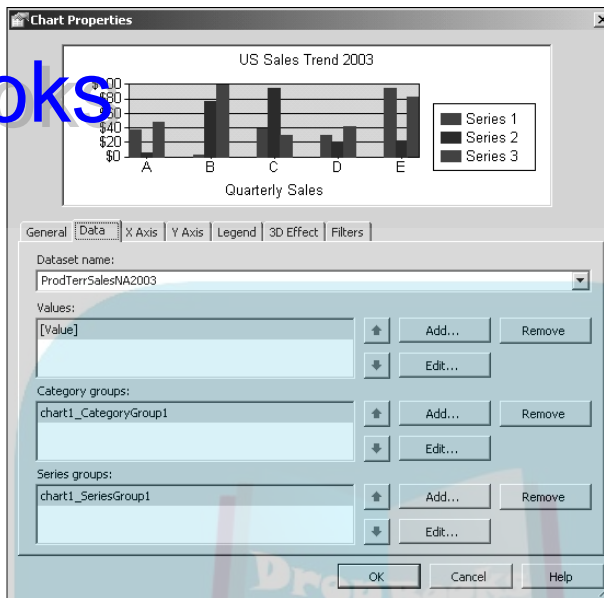 Chart Properties
US Sales Trend 2003
oks
$100
$80
$60
$40
$20
$0
A B C D E
Quarterly Sales
Series 1
Series 2
Series 3
General Data X Axis Y Axis Legend 3D Effect Filters
Dataset name:
ProdTerrSalesNA2003
Values:
[Value]
Add... Remove
Edit...
Category groups:
chart1_CategoryGroup1
Add... Remove
Edit...
Series groups:
chart1_SeriesGroup1
Add... Remove
Edit...
OK Cancel Help